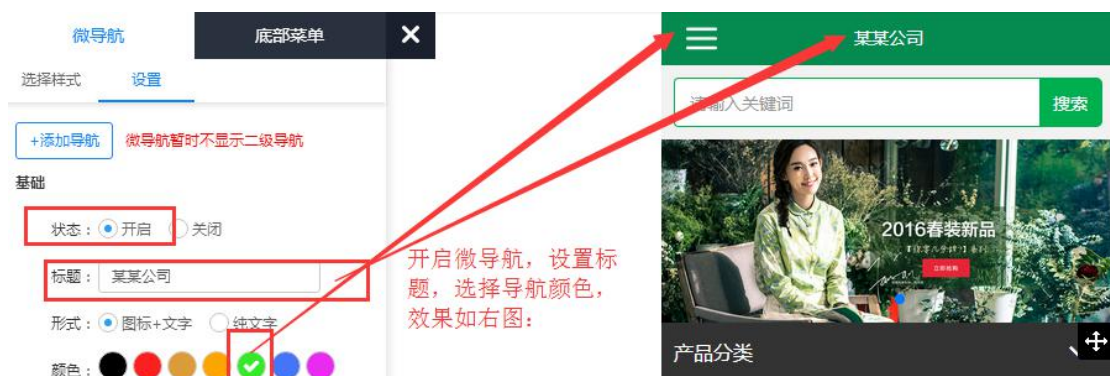 微导航
底部菜单
选择样式
设置
+添加导航
微导航暂时不显示二级导航
基础
状态：
开启
关闭
标题：
某某公司
形式：
图标+文字
纯文字
颜色：
开启微导航，设置标
题，选择导航颜色，
效果如右图：
某某公司
请输入关键词
搜索
2016春装新品
立即抢购
产品分类